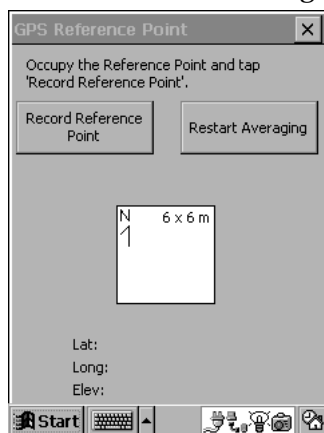 GPS Reference Point
Occupy the Reference Point and tap
'Record Reference Point'.
Record Reference
Point
Restart Averaging
N 6 x 6 m
Lat:
Long:
Elev:
Start